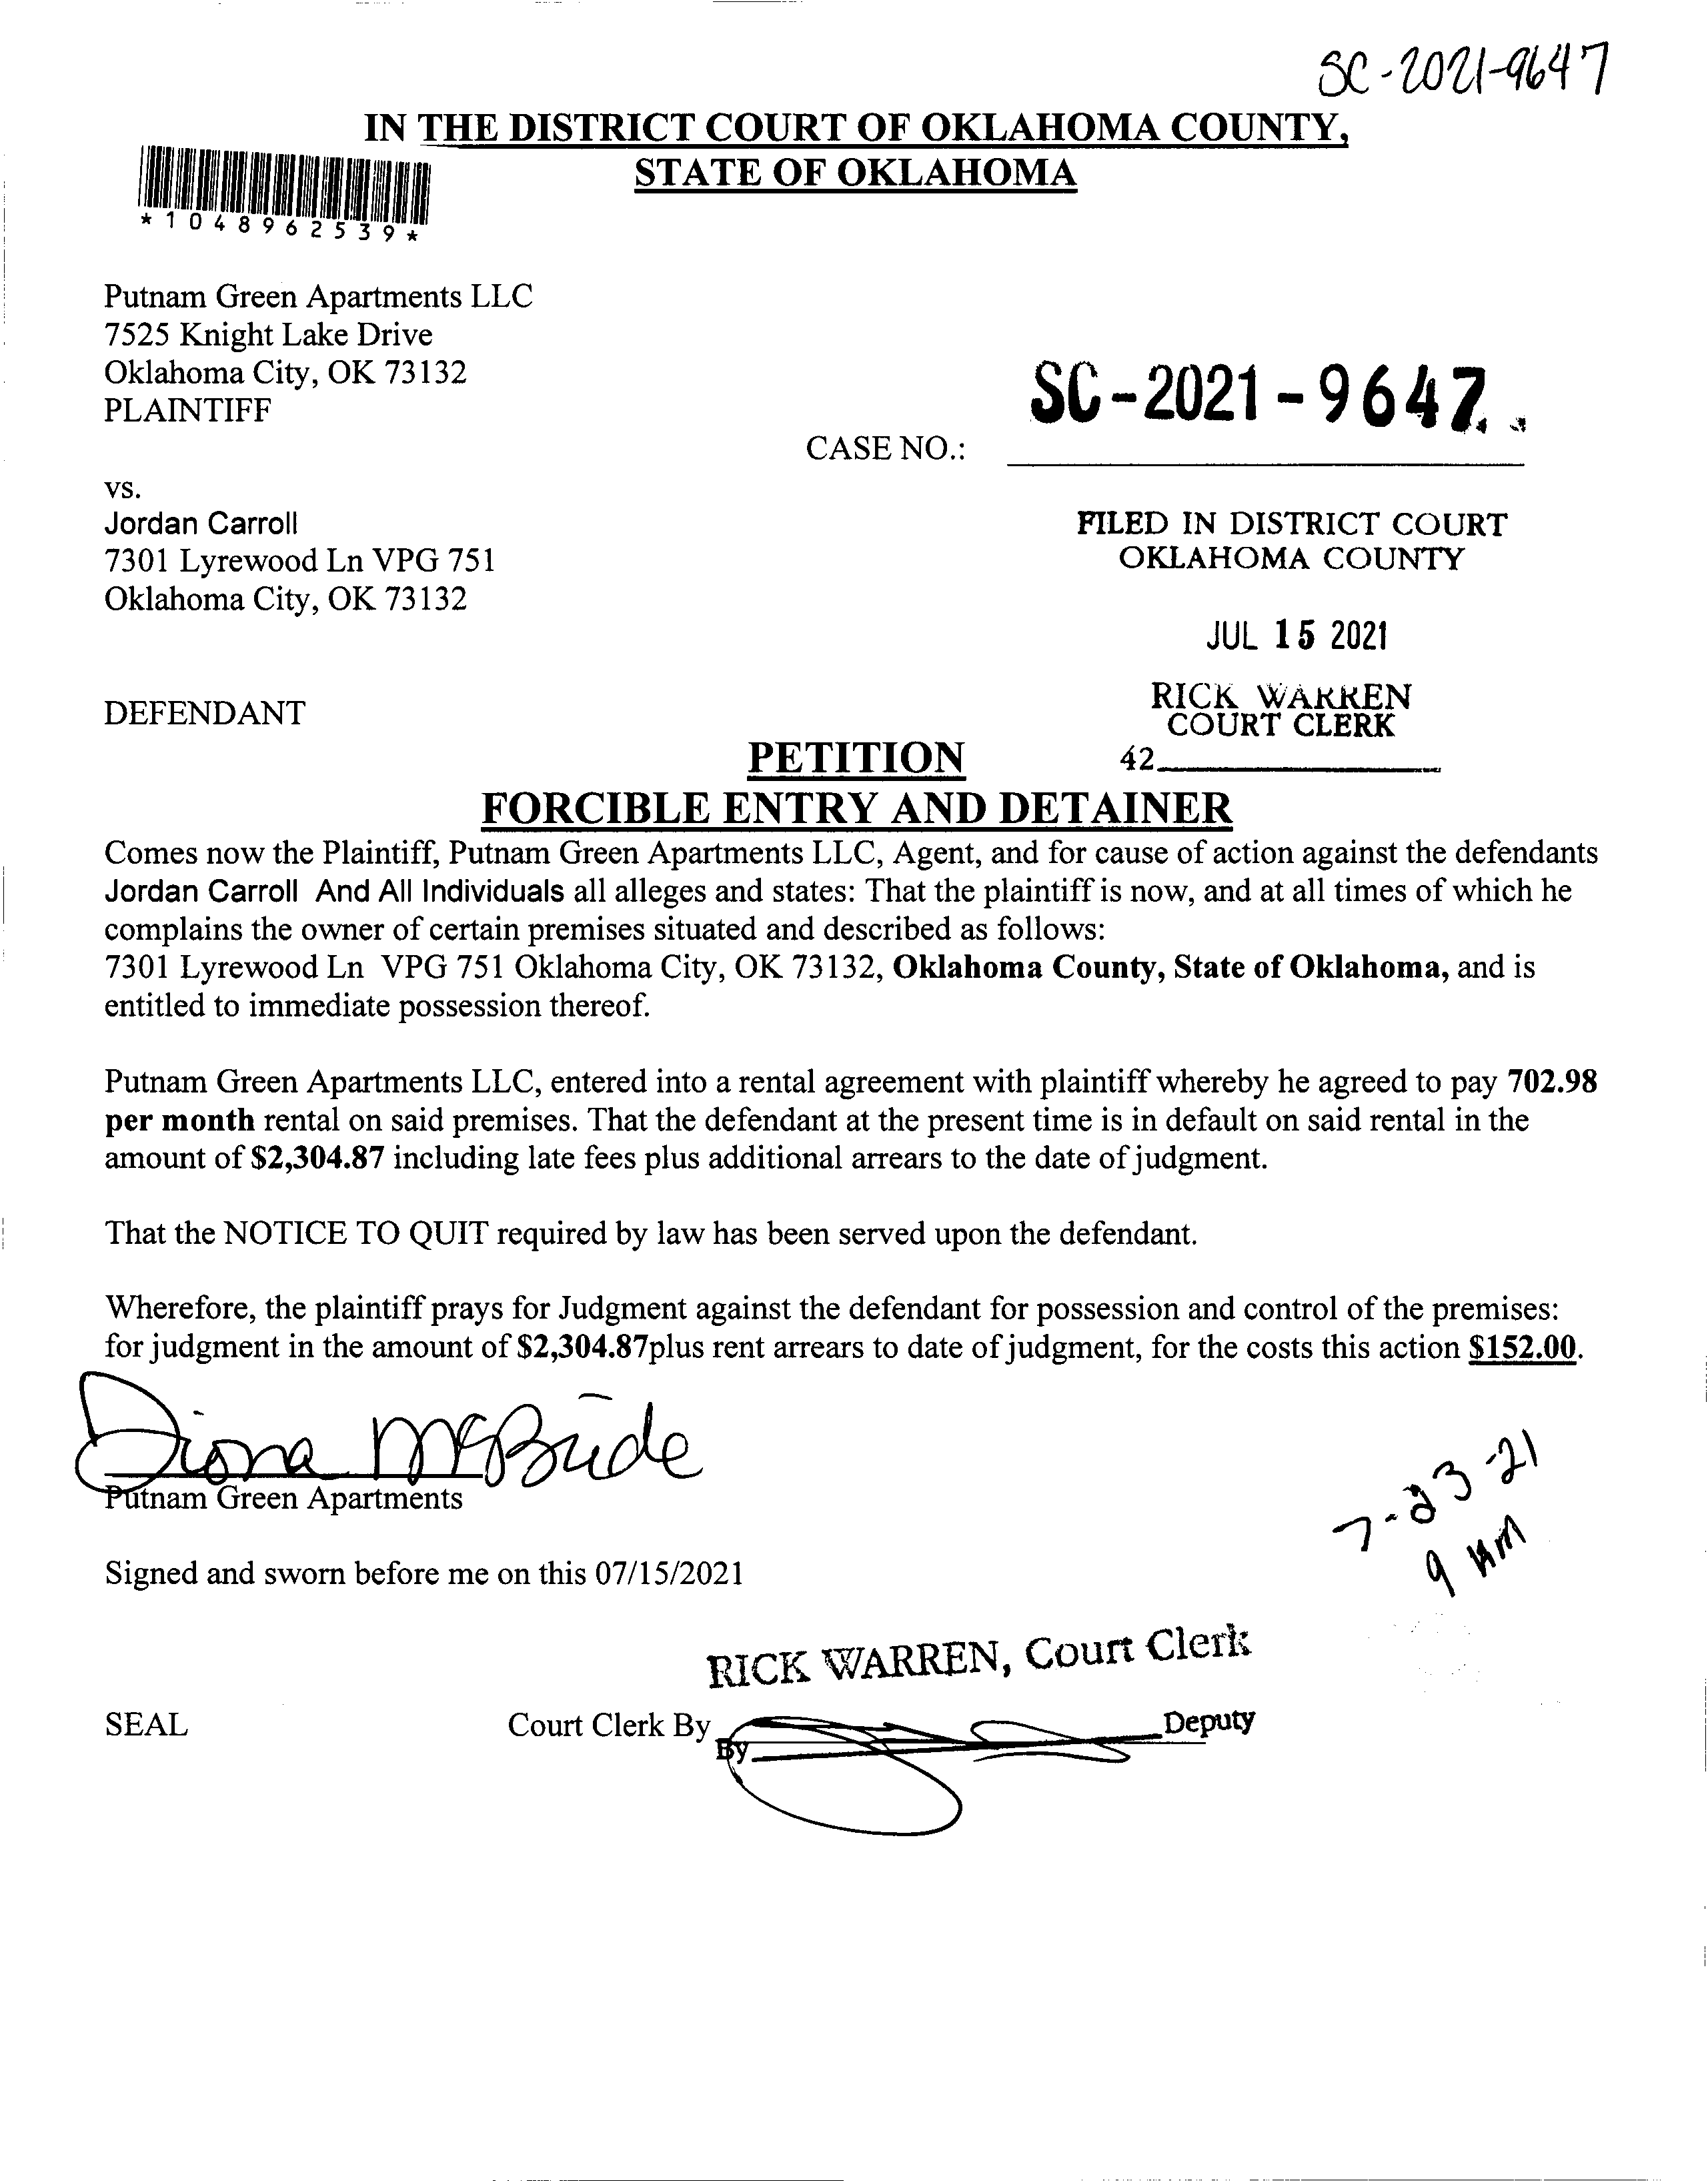 SC-2021-9647
IN THE DISTRICT COURT OF OKLAHOMA COUNTY,
STATE OF OKLAHOMA
*1048962539*
Putnam Green Apartments LLC
7525 Knight Lake Drive
Oklahoma City, OK 73132
PLAINTIFF
SC-2021-9647
CASE NO.:
vs.
Jordan Carroll
7301 Lyrewood Ln VPG 751
Oklahoma City, OK 73132
FILED IN DISTRICT COURT
OKLAHOMA COUNTY
JUL 15 2021
RICK WARREN
COURT CLERK
42
DEFENDANT
PETITION
FORCIBLE ENTRY AND DETAINER
Comes now the Plaintiff, Putnam Green Apartments LLC, Agent, and for cause of action against the defendants
Jordan Carroll And All Individuals all alleges and states: That the plaintiff is now, and at all times of which he
complains the owner of certain premises situated and described as follows:
7301 Lyrewood Ln VPG 751 Oklahoma City, OK 73132, Oklahoma County, State of Oklahoma, and is
entitled to immediate possession thereof.
Putnam Green Apartments LLC, entered into a rental agreement with plaintiff whereby he agreed to pay 702.98
per month rental on said premises. That the defendant at the present time is in default on said rental in the
amount of $2,304.87 including late fees plus additional arrears to the date of judgment.
That the NOTICE TO QUIT required by law has been served upon the defendant.
Wherefore, the plaintiff prays for Judgment against the defendant for possession and control of the premises:
for judgment in the amount of $2,304.87plus rent arrears to date of judgment, for the costs this action $152.00.
Diona McBride
Putnam Green Apartments
7-23-21
9 AM
Signed and sworn before me on this 07/15/2021
RICK WARREN, Court Clerk
SEAL
Court Clerk By
By
Deputy